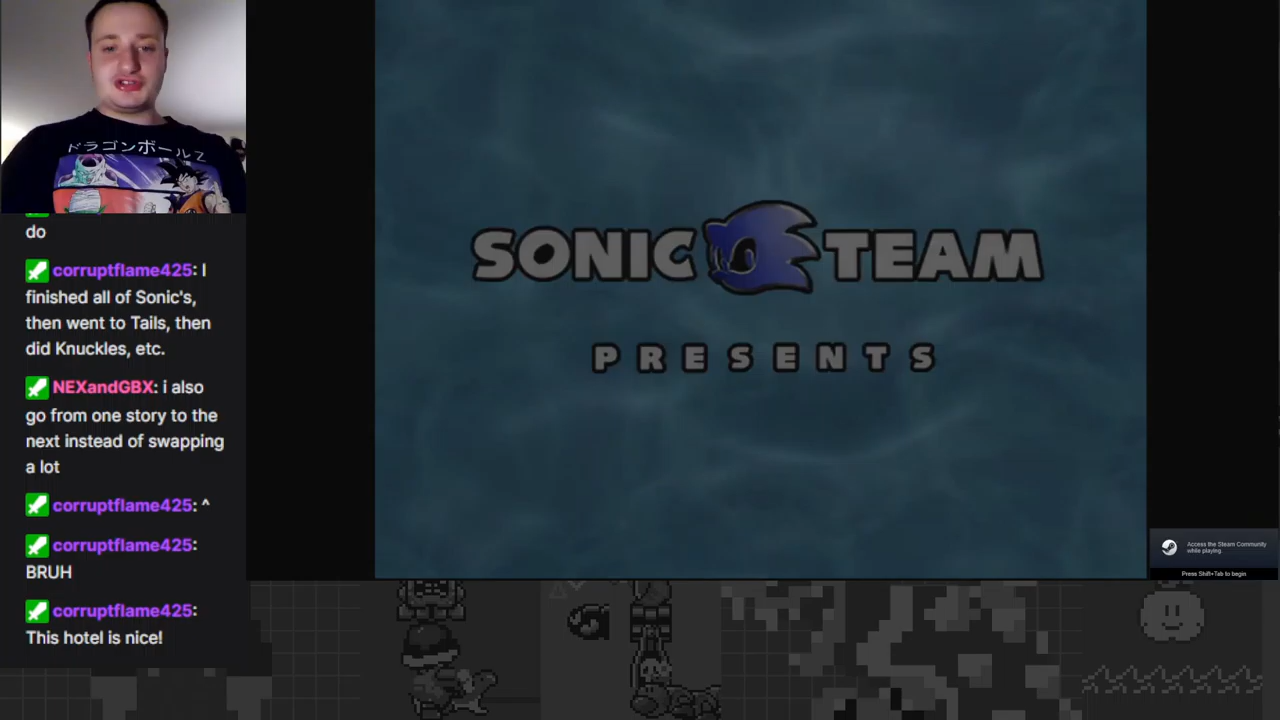 ドラゴンボールZ
do
corruptflame425: I
finished all of Sonic's,
then went to Tails, then
did Knuckles, etc.
NEXandGBX: i also
go from one story to the
next instead of swapping
a lot
corruptflame425: ^
corruptflame425:
BRUH
corruptflame425:
This hotel is nice!
SONIC TEAM
PRESENTS
Access the Steam Community
while playing.
Press Shift+Tab to begin